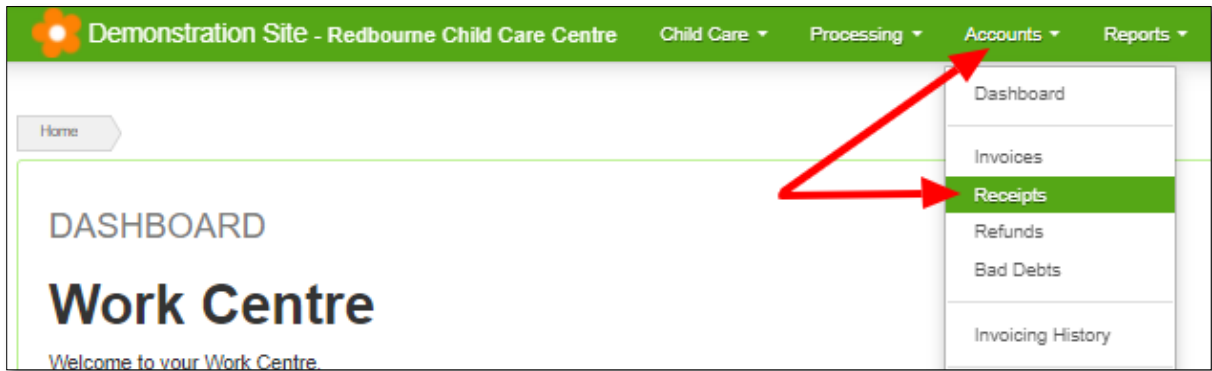 Demonstration Site - Redbourne Child Care Centre Child Care Processing Accounts Reports
Dashboard
Home
Invoices
Receipts
DASHBOARD
Refunds
Bad Debts
Work Centre
Invoicing History
Welcome to your Work Centre.